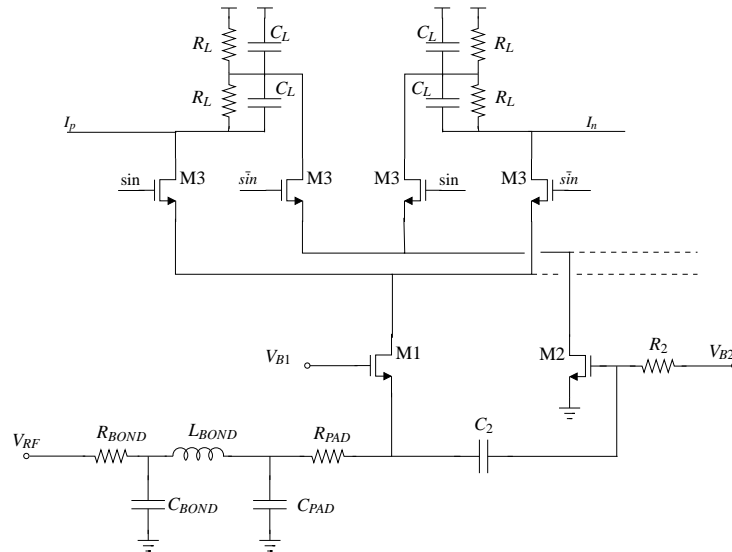 R_L C_L C_L R_L
R_L C_L C_L R_L
I_p I_n
sin M3 s̄in M3 M3 sin M3 s̄in
V_B1 M1 M2 R_2 V_B2
V_RF R_BOND L_BOND R_PAD C_2
C_BOND C_PAD